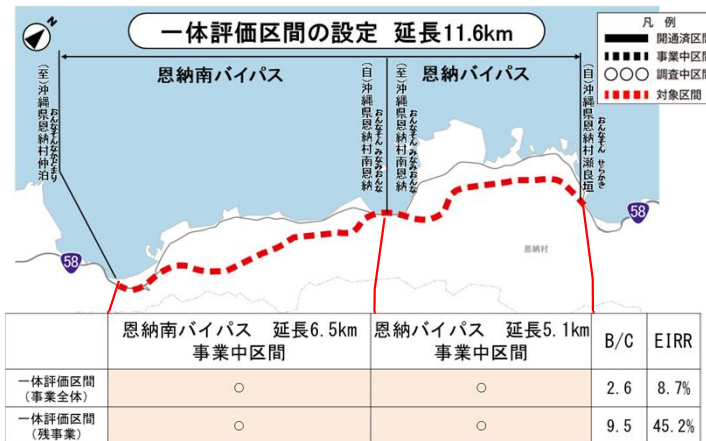 N
一体評価区間の設定 延長11.6km
凡 例
開通済区間
事業中区間
調査中区間
対象区間
恩納南バイパス
恩納バイパス
(至)沖縄県恩納村仲泊
おんなそんなかどまり
(自)沖縄県恩納村南恩納
おんなそん みなみおんな
(至)沖縄県恩納村南恩納
おんなそん みなみおんな
(自)沖縄県恩納村瀬良垣
おんなそん せらかき
58
58
恩納村
恩納南バイパス 延長6.5km
事業中区間
恩納バイパス 延長5.1km
事業中区間
B/C
EIRR
一体評価区間
(事業全体)
○
○
2.6
8.7%
一体評価区間
(残事業)
○
○
9.5
45.2%